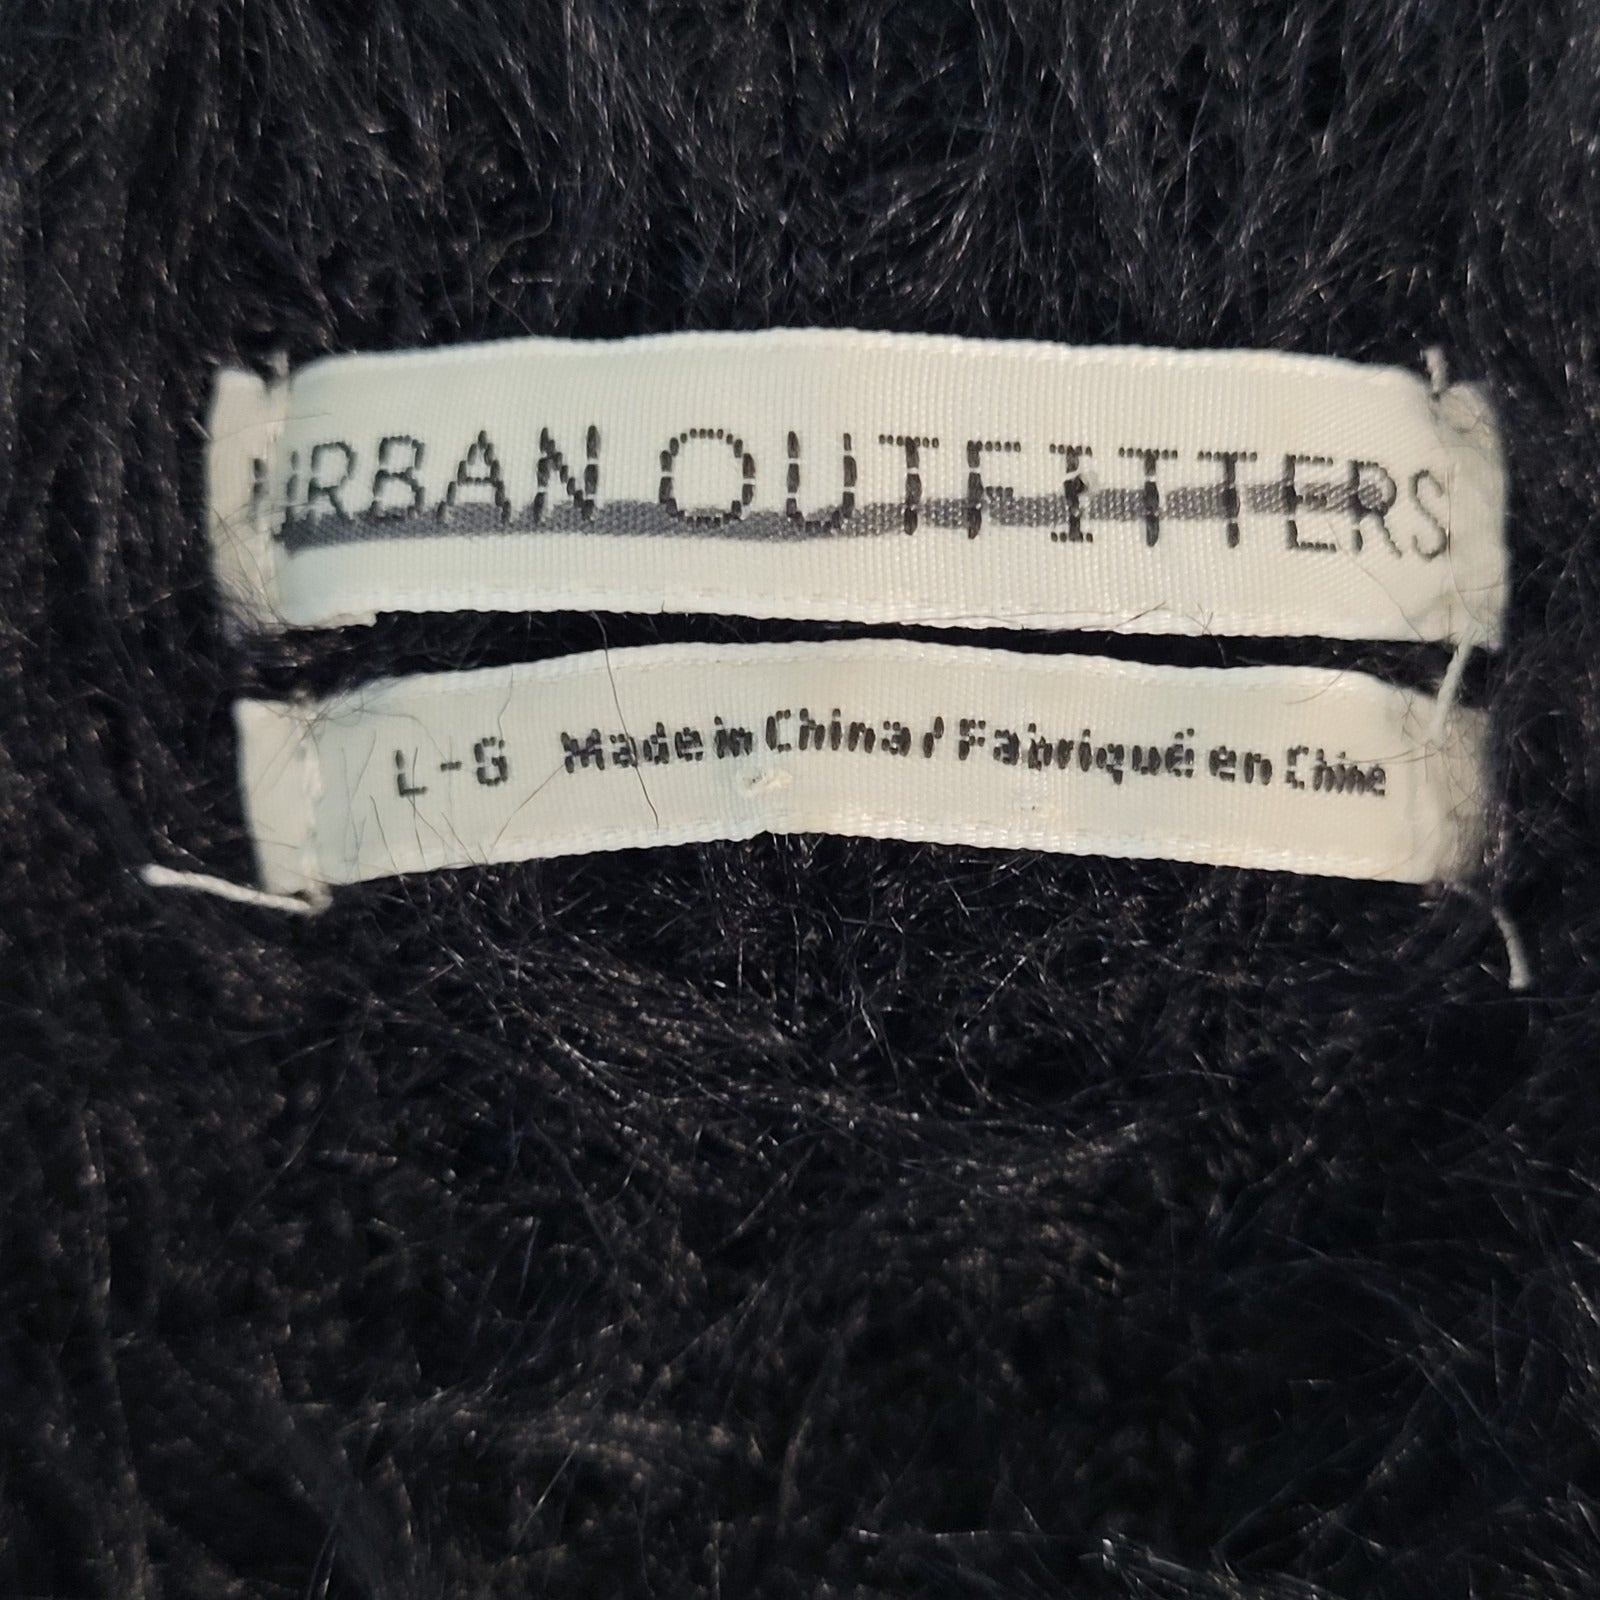 URBAN OUTFITTERS
L-G Made in China / Fabriqué en Chine